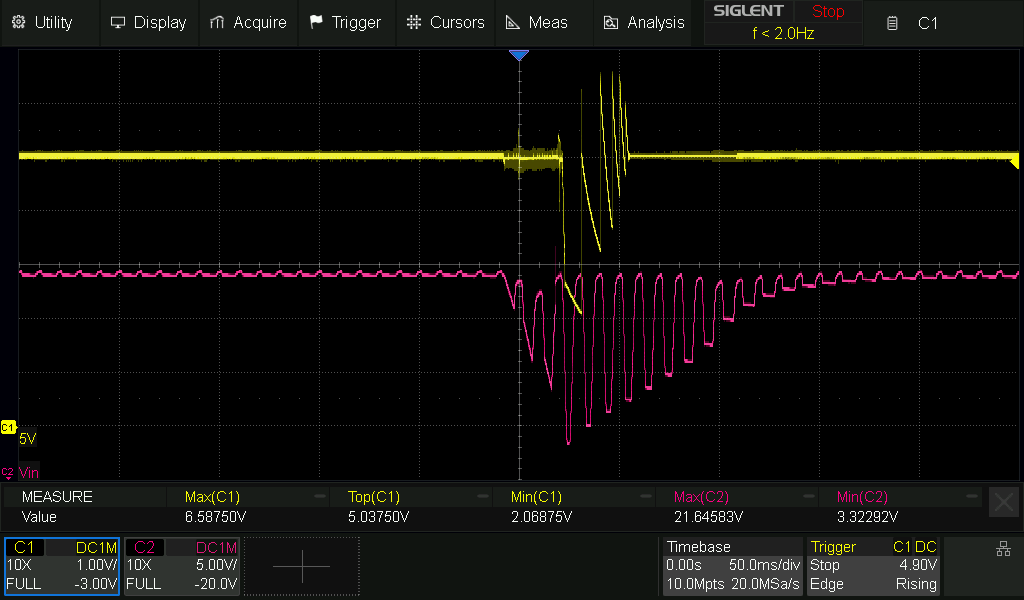 Utility Display Acquire Trigger Cursors Meas Analysis SIGLENT Stop C1
f < 2.0Hz
C1
5V
C2 Vin
MEASURE Max(C1) Top(C1) Min(C1) Max(C2) Min(C2)
Value 6.58750V 5.03750V 2.06875V 21.64583V 3.32292V
C1 DC1M C2 DC1M Timebase Trigger C1 DC
10X 1.00V/ 10X 5.00V/ 0.00s 50.0ms/div Stop 4.90V
FULL -3.00V FULL -20.0V 10.0Mpts 20.0MSa/s Edge Rising